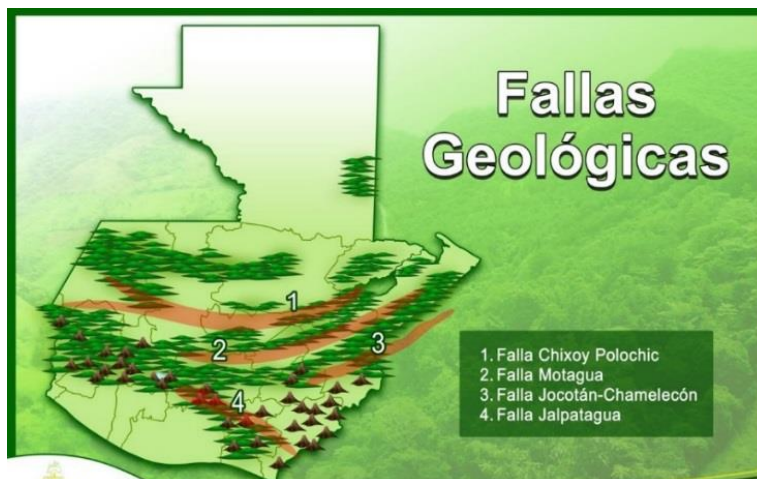 Fallas
Geológicas
1
2
3
4
1. Falla Chixoy Polochic
2. Falla Motagua
3. Falla Jocotán-Chamelecón
4. Falla Jalpatagua